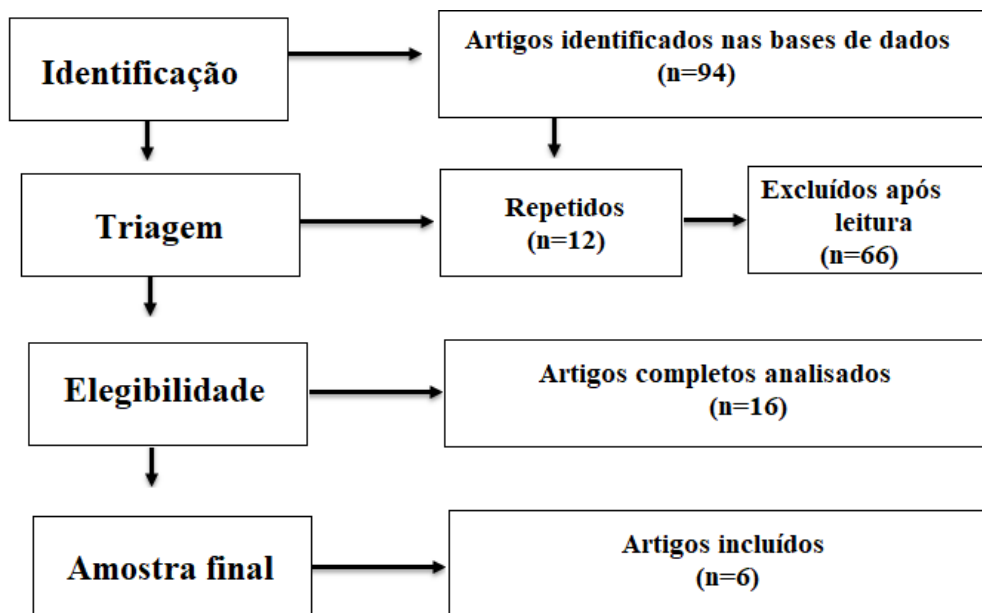 Identificação
Artigos identificados nas bases de dados
(n=94)
Triagem
Repetidos
(n=12)
Excluídos após
leitura
(n=66)
Elegibilidade
Artigos completos analisados
(n=16)
Amostra final
Artigos incluídos
(n=6)